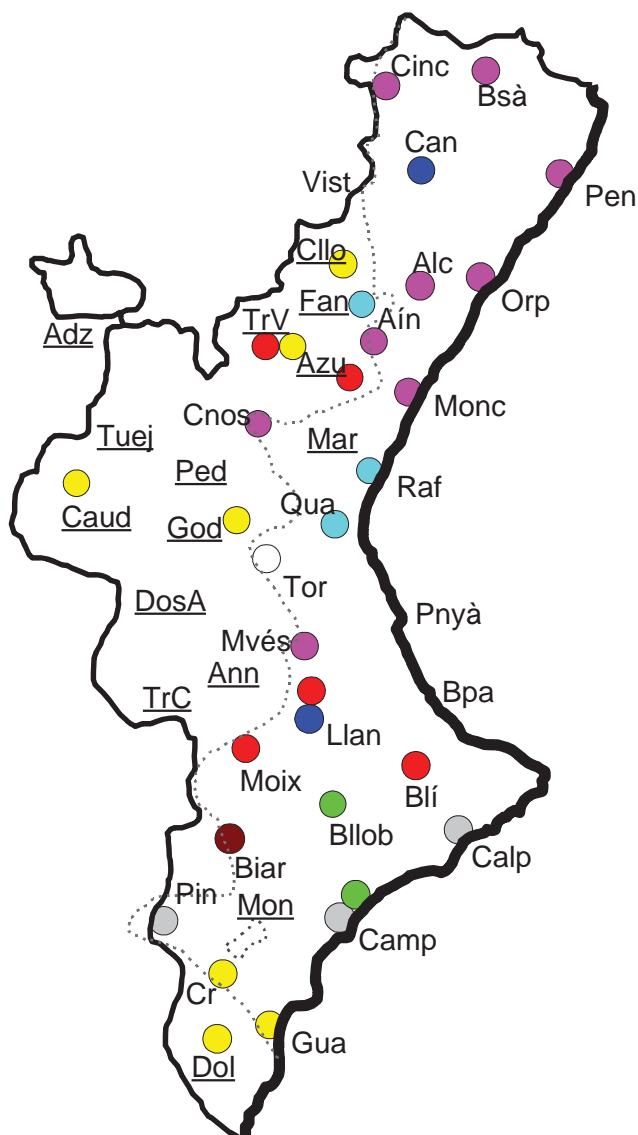 Cinc
Bsà
Can
Vist
Pen
Cllo
Alc
Orp
Fan
Adz
TrV
Aín
Azu
Monc
Cnos
Tuej
Mar
Ped
Raf
Caud
God
Qua
Tor
DosA
Pnyà
Mvés
Ann
TrC
Bpa
Llan
Moix
Blí
Bllob
Calp
Biar
Pin
Mon
Camp
Cr
Gua
Dol